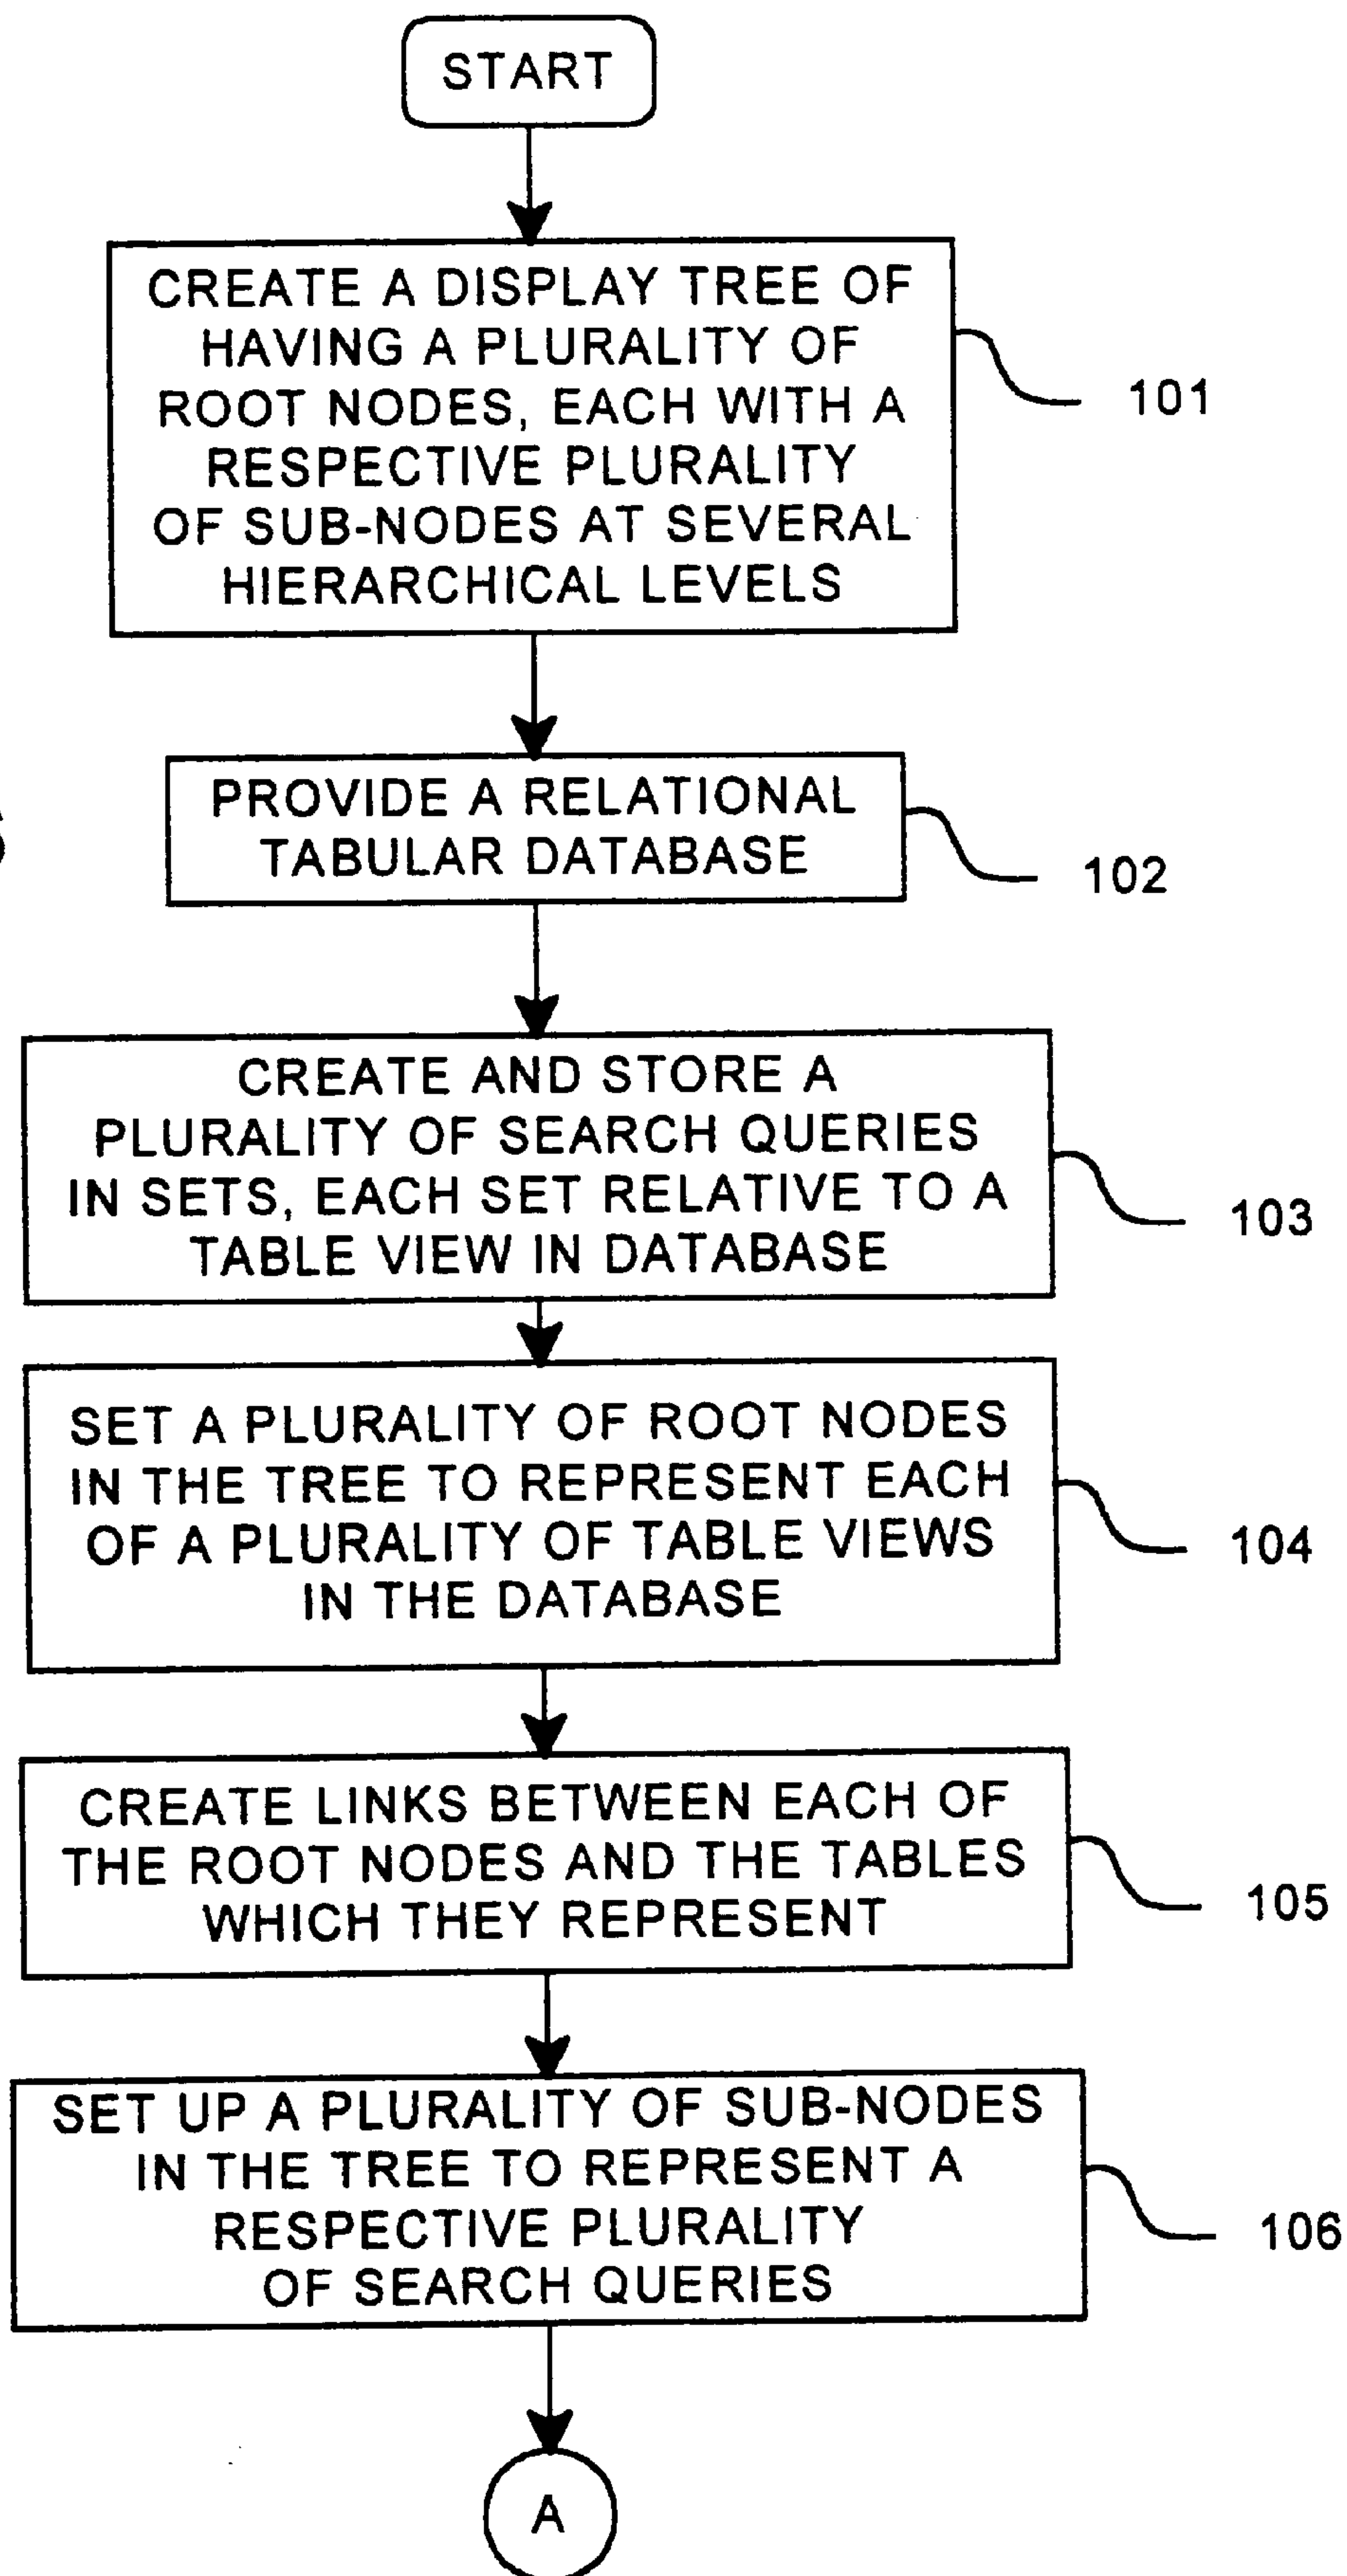 START
CREATE A DISPLAY TREE OF
HAVING A PLURALITY OF
ROOT NODES, EACH WITH A
RESPECTIVE PLURALITY
OF SUB-NODES AT SEVERAL
HIERARCHICAL LEVELS
101
PROVIDE A RELATIONAL
TABULAR DATABASE
102
CREATE AND STORE A
PLURALITY OF SEARCH QUERIES
IN SETS, EACH SET RELATIVE TO A
TABLE VIEW IN DATABASE
103
SET A PLURALITY OF ROOT NODES
IN THE TREE TO REPRESENT EACH
OF A PLURALITY OF TABLE VIEWS
IN THE DATABASE
104
CREATE LINKS BETWEEN EACH OF
THE ROOT NODES AND THE TABLES
WHICH THEY REPRESENT
105
SET UP A PLURALITY OF SUB-NODES
IN THE TREE TO REPRESENT A
RESPECTIVE PLURALITY
OF SEARCH QUERIES
106
A